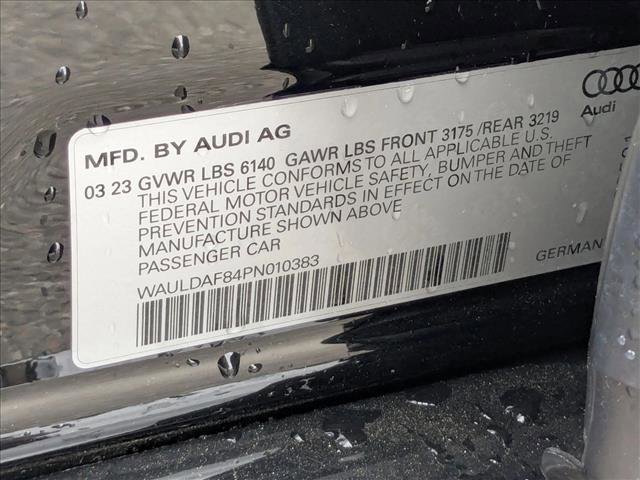 Audi
MFD. BY AUDI AG
03 23 GVWR LBS 6140 GAWR LBS FRONT 3175 /REAR 3219
THIS VEHICLE CONFORMS TO ALL APPLICABLE U.S.
FEDERAL MOTOR VEHICLE SAFETY, BUMPER AND THEFT
PREVENTION STANDARDS IN EFFECT ON THE DATE OF
MANUFACTURE SHOWN ABOVE
PASSENGER CAR
WAULDAF84PN010383
GERMAN